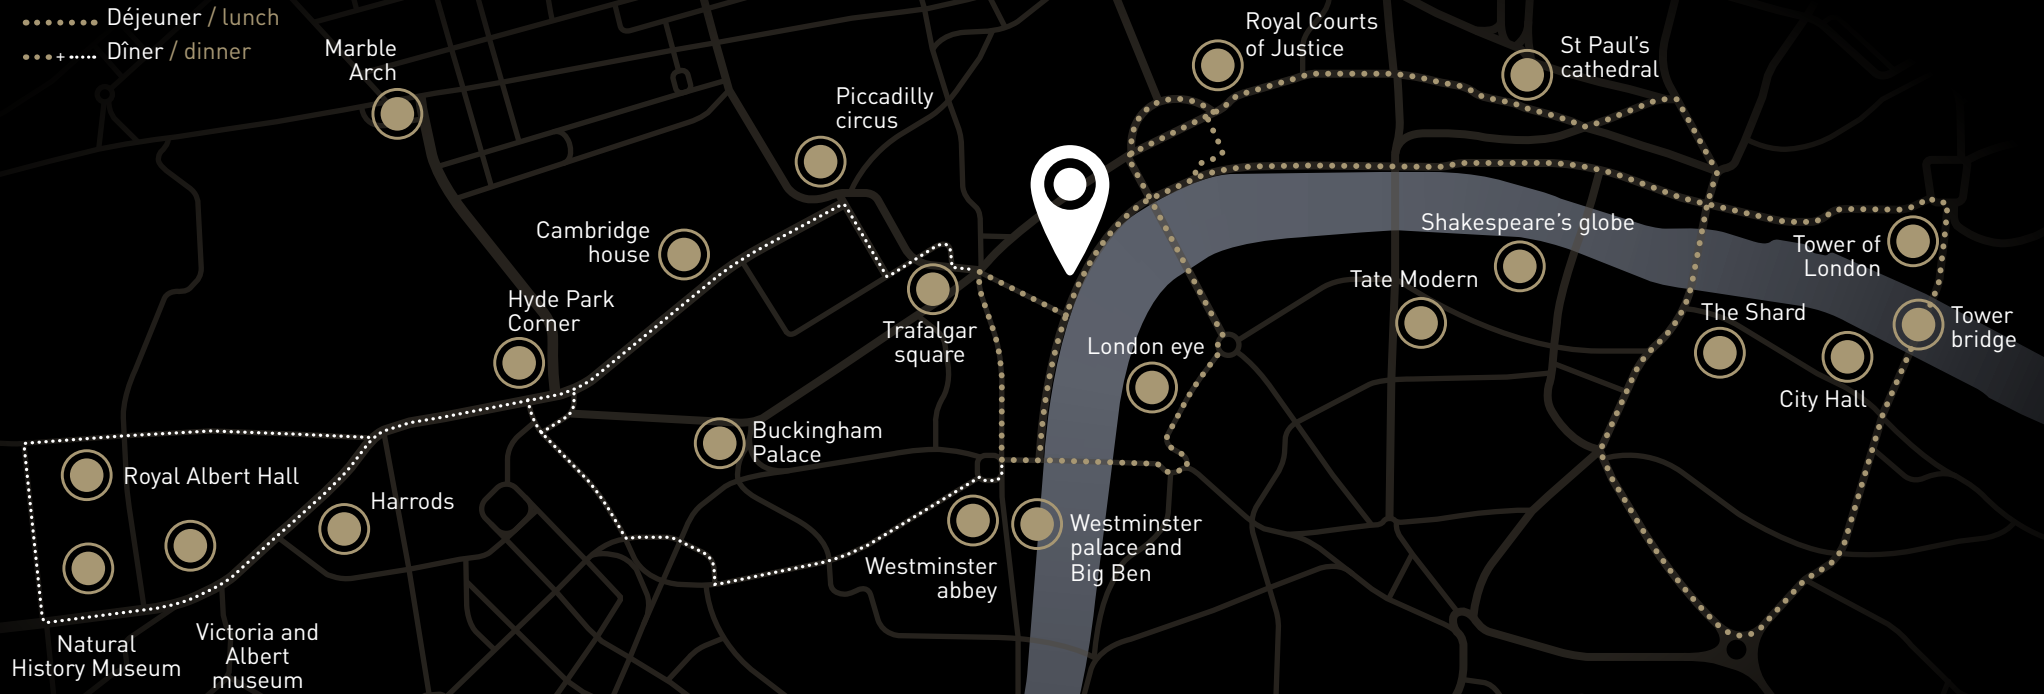 Déjeuner / lunch
Dîner / dinner
Marble
Arch
Piccadilly
circus
Royal Courts
of Justice
St Paul's
cathedral
Cambridge
house
Hyde Park
Corner
Trafalgar
square
London eye
Shakespeare's globe
Tate Modern
Tower of
London
The Shard
Tower
bridge
City Hall
Buckingham
Palace
Royal Albert Hall
Harrods
Westminster
abbey
Westminster
palace and
Big Ben
Natural
History Museum
Victoria and
Albert
museum